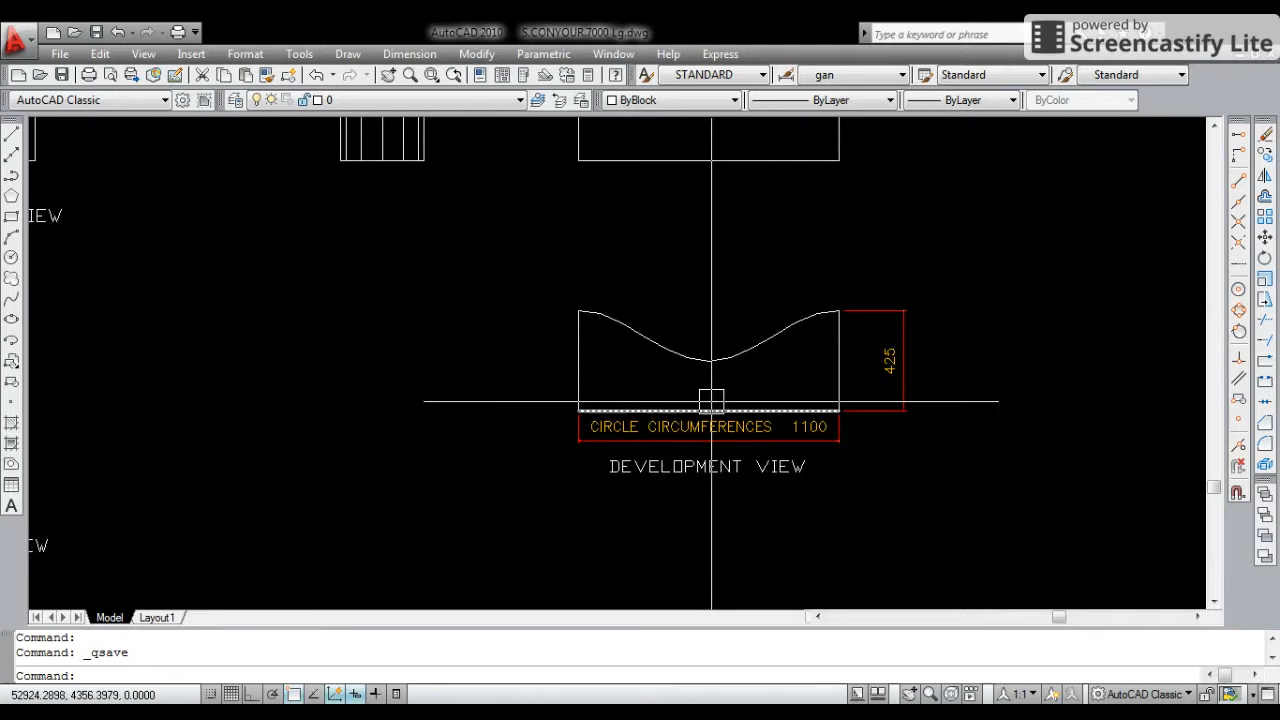 powered by
Screencastify Lite
AutoCAD 2010 S.CONYOUR.7000 Lg.dwg
Type a keyword or phrase
File Edit View Insert Format Tools Draw Dimension Modify Parametric Window Help Express
STANDARD gan Standard Standard
AutoCAD Classic 0 ByBlock ByLayer ByLayer ByColor
IEW
425
CIRCLE CIRCUMFERENCES 1100
DEVELOPMENT VIEW
EW
A
Model Layout1
Command:
Command: _qsave
Command:
52924.2898, 4356.3979, 0.0000 1:1 AutoCAD Classic